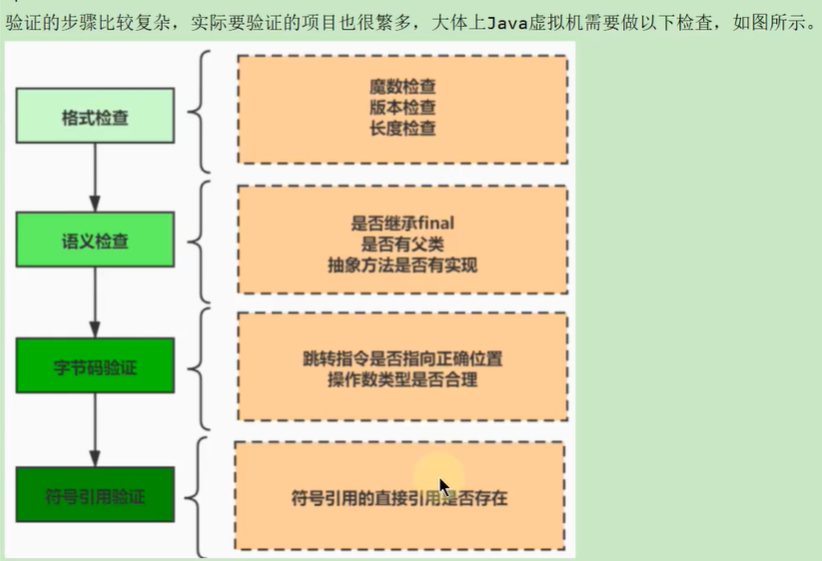 验证的步骤比较复杂，实际要验证的项目也很繁多，大体上Java虚拟机需要做以下检查，如图所示。
格式检查
魔数检查
版本检查
长度检查
语义检查
是否继承final
是否有父类
抽象方法是否有实现
字节码验证
跳转指令是否指向正确位置
操作数类型是否合理
符号引用验证
符号引用的直接引用是否存在